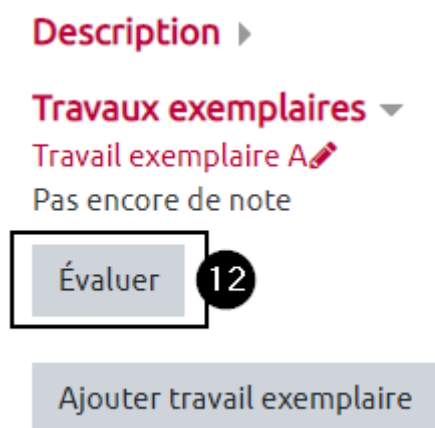 Description
Travaux exemplaires
Travail exemplaire A
Pas encore de note
Évaluer 12
Ajouter travail exemplaire